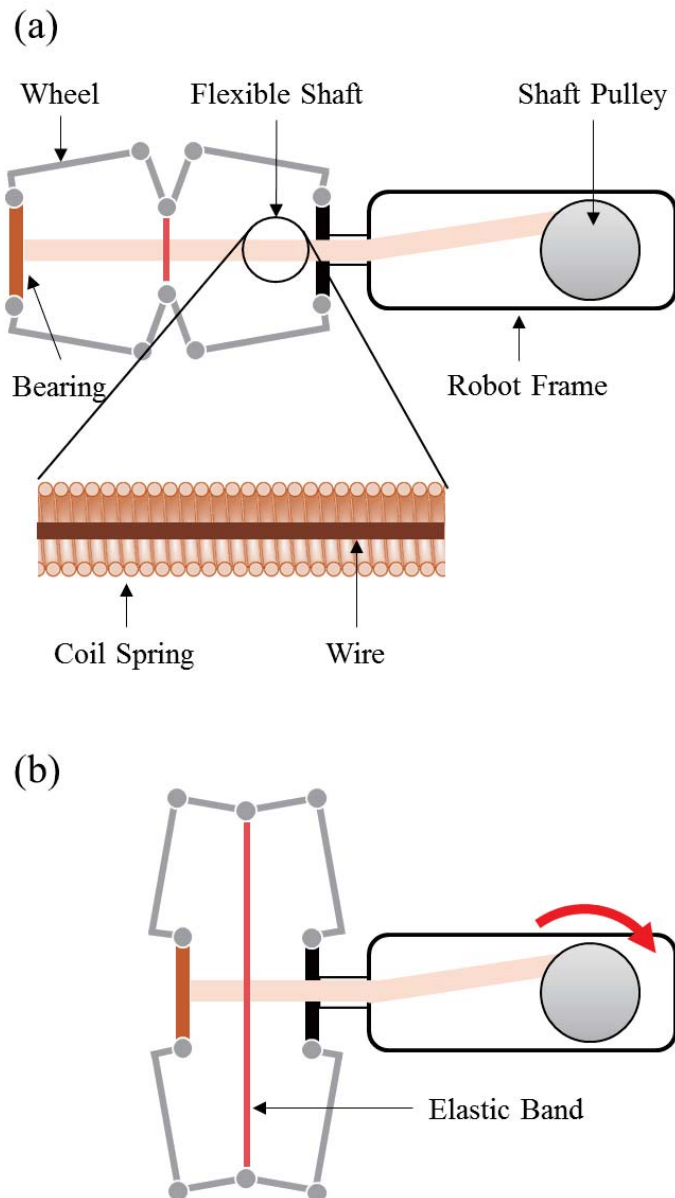 (a)
Wheel
Flexible Shaft
Shaft Pulley
Bearing
Robot Frame
Coil Spring
Wire
(b)
Elastic Band